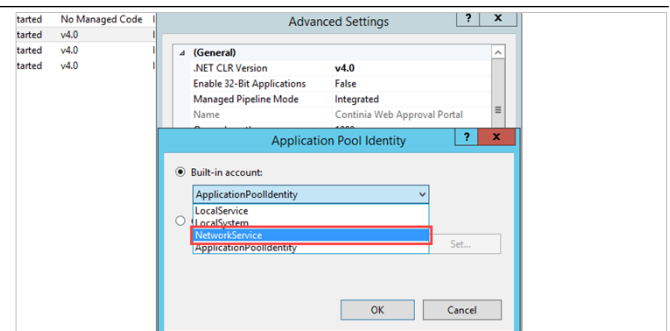 tarted No Managed Code
tarted v4.0
tarted v4.0
tarted v4.0
Advanced Settings ? x
(General)
.NET CLR Version v4.0
Enable 32-Bit Applications False
Managed Pipeline Mode Integrated
Name Continia Web Approval Portal
Application Pool Identity ? x
Built-in account:
ApplicationPoolIdentity
LocalService
LocalSystem
NetworkService
ApplicationPoolIdentity
Set...
OK Cancel